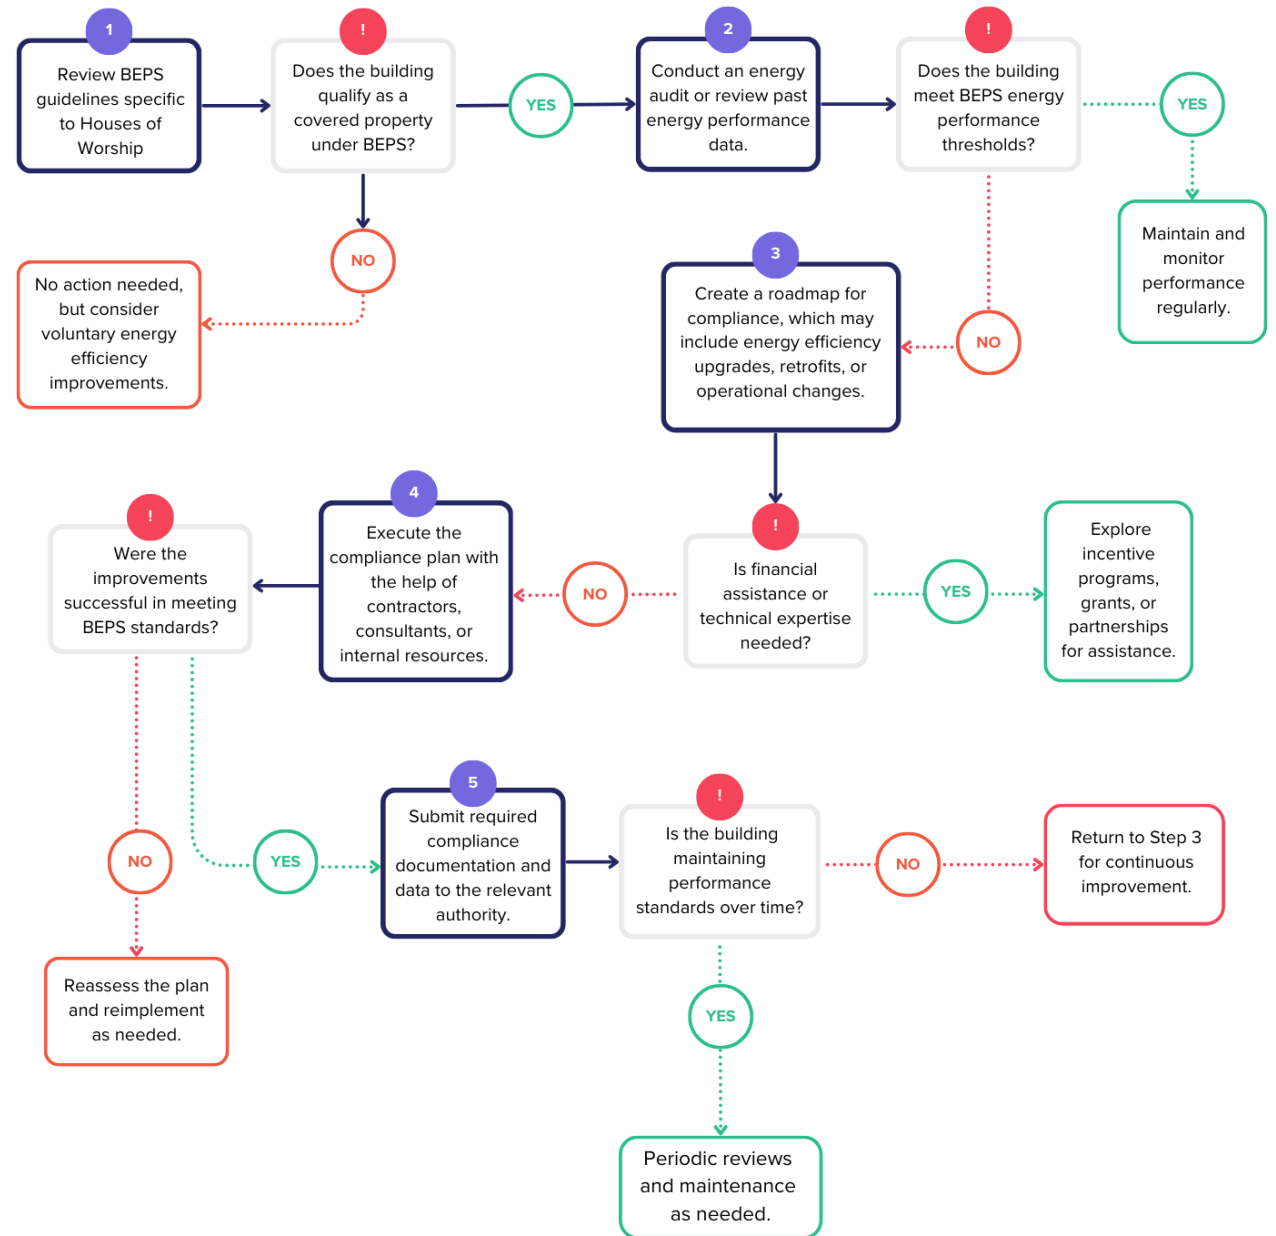 1
Review BEPS
guidelines specific
to Houses of
Worship
!
Does the building
qualify as a
covered property
under BEPS?
YES
2
Conduct an energy
audit or review past
energy performance
data.
!
Does the building
meet BEPS energy
performance
thresholds?
YES
Maintain and
monitor
performance
regularly.
NO
No action needed,
but consider
voluntary energy
efficiency
improvements.
NO
3
Create a roadmap for
compliance, which may
include energy efficiency
upgrades, retrofits, or
operational changes.
!
Is financial
assistance or
technical expertise
needed?
YES
Explore
incentive
programs,
grants, or
partnerships
for assistance.
NO
4
Execute the
compliance plan with
the help of
contractors,
consultants, or
internal resources.
!
Were the
improvements
successful in meeting
BEPS standards?
NO
Reassess the plan
and reimplement
as needed.
YES
5
Submit required
compliance
documentation and
data to the relevant
authority.
!
Is the building
maintaining
performance
standards over time?
NO
Return to Step 3
for continuous
improvement.
YES
Periodic reviews
and maintenance
as needed.